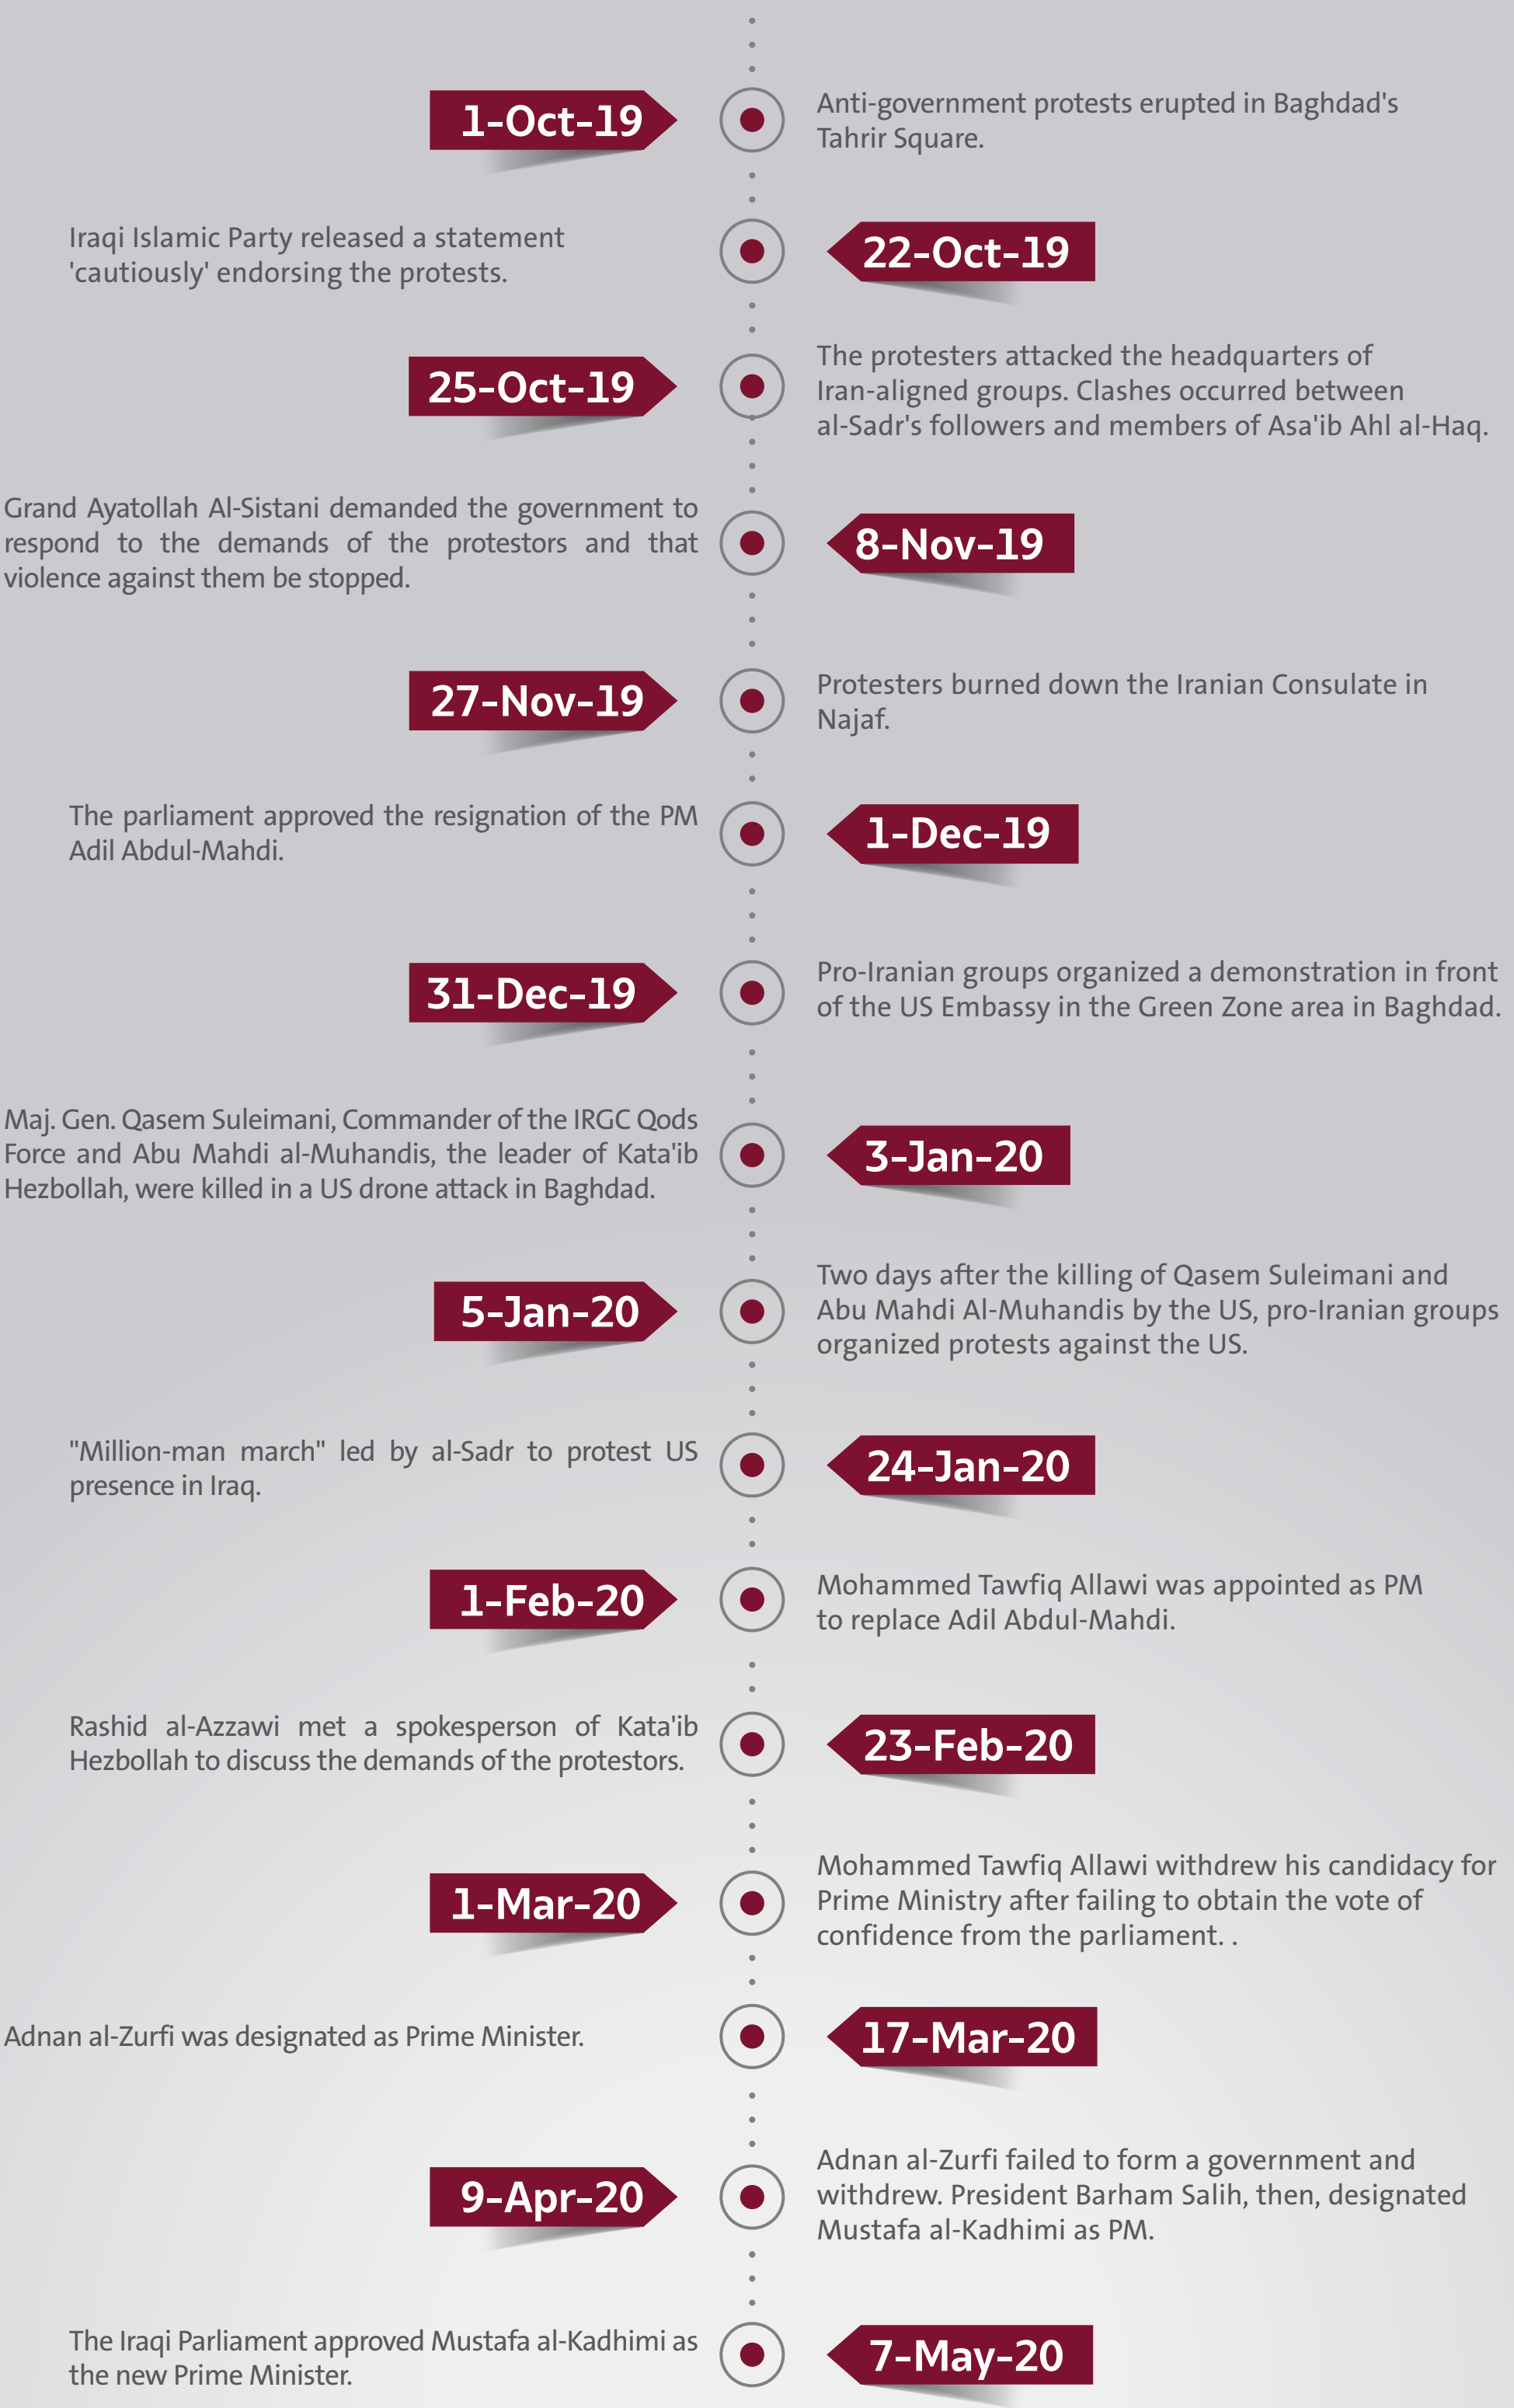 1-Oct-19
Anti-government protests erupted in Baghdad's
Tahrir Square.
Iraqi Islamic Party released a statement
'cautiously' endorsing the protests.
22-Oct-19
25-Oct-19
The protesters attacked the headquarters of
Iran-aligned groups. Clashes occurred between
al-Sadr's followers and members of Asa'ib Ahl al-Haq.
Grand Ayatollah Al-Sistani demanded the government to
respond to the demands of the protestors and that
violence against them be stopped.
8-Nov-19
27-Nov-19
Protesters burned down the Iranian Consulate in
Najaf.
The parliament approved the resignation of the PM
Adil Abdul-Mahdi.
1-Dec-19
31-Dec-19
Pro-Iranian groups organized a demonstration in front
of the US Embassy in the Green Zone area in Baghdad.
Maj. Gen. Qasem Suleimani, Commander of the IRGC Qods
Force and Abu Mahdi al-Muhandis, the leader of Kata'ib
Hezbollah, were killed in a US drone attack in Baghdad.
3-Jan-20
5-Jan-20
Two days after the killing of Qasem Suleimani and
Abu Mahdi Al-Muhandis by the US, pro-Iranian groups
organized protests against the US.
"Million-man march" led by al-Sadr to protest US
presence in Iraq.
24-Jan-20
1-Feb-20
Mohammed Tawfiq Allawi was appointed as PM
to replace Adil Abdul-Mahdi.
Rashid al-Azzawi met a spokesperson of Kata'ib
Hezbollah to discuss the demands of the protestors.
23-Feb-20
1-Mar-20
Mohammed Tawfiq Allawi withdrew his candidacy for
Prime Ministry after failing to obtain the vote of
confidence from the parliament. .
Adnan al-Zurfi was designated as Prime Minister.
17-Mar-20
9-Apr-20
Adnan al-Zurfi failed to form a government and
withdrew. President Barham Salih, then, designated
Mustafa al-Kadhimi as PM.
The Iraqi Parliament approved Mustafa al-Kadhimi as
the new Prime Minister.
7-May-20